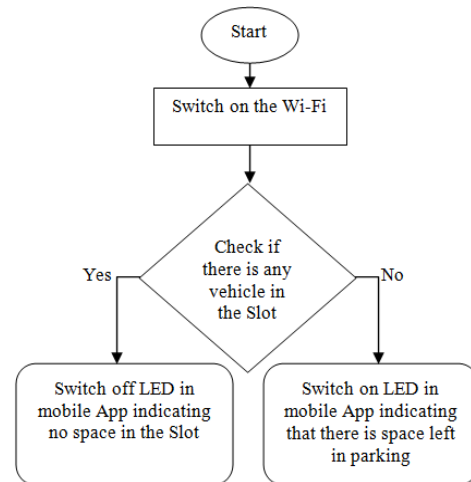 Start
Switch on the Wi-Fi
Check if
there is any
vehicle in
the Slot
Yes
No
Switch off LED in
mobile App indicating
no space in the Slot
Switch on LED in
mobile App indicating
that there is space left
in parking